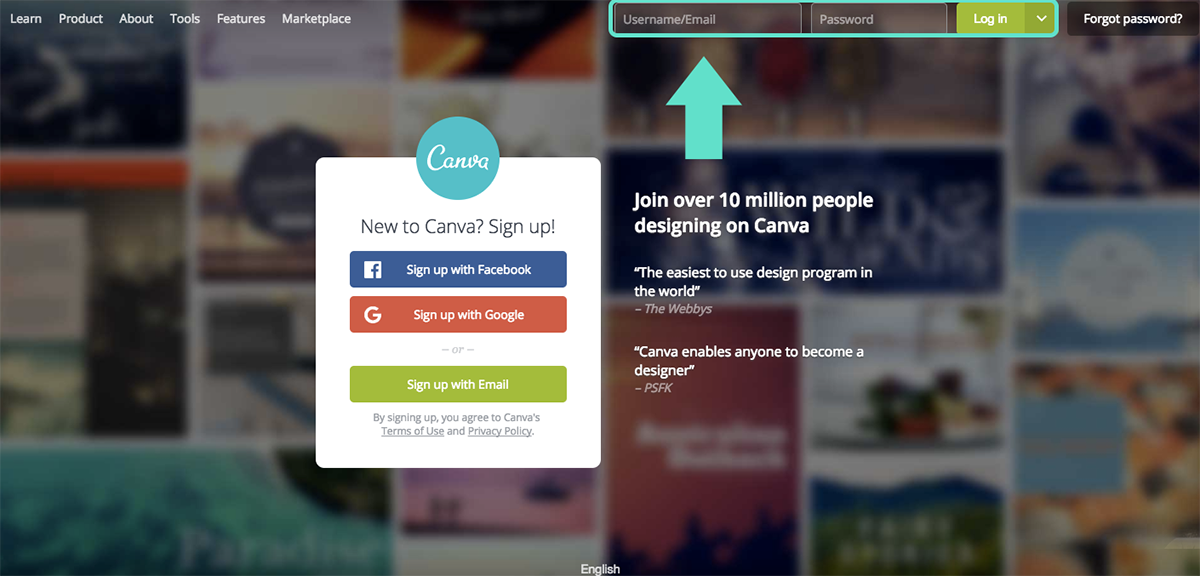 Learn Product About Tools Features Marketplace
Username/Email Password Log in Forgot password?
Canva
New to Canva? Sign up!
Sign up with Facebook
G Sign up with Google
– or –
Sign up with Email
By signing up, you agree to Canva's
Terms of Use and Privacy Policy.
Join over 10 million people
designing on Canva
“The easiest to use design program in
the world”
– The Webbys
“Canva enables anyone to become a
designer”
– PSFK
Australian
Outback
Paradise
English